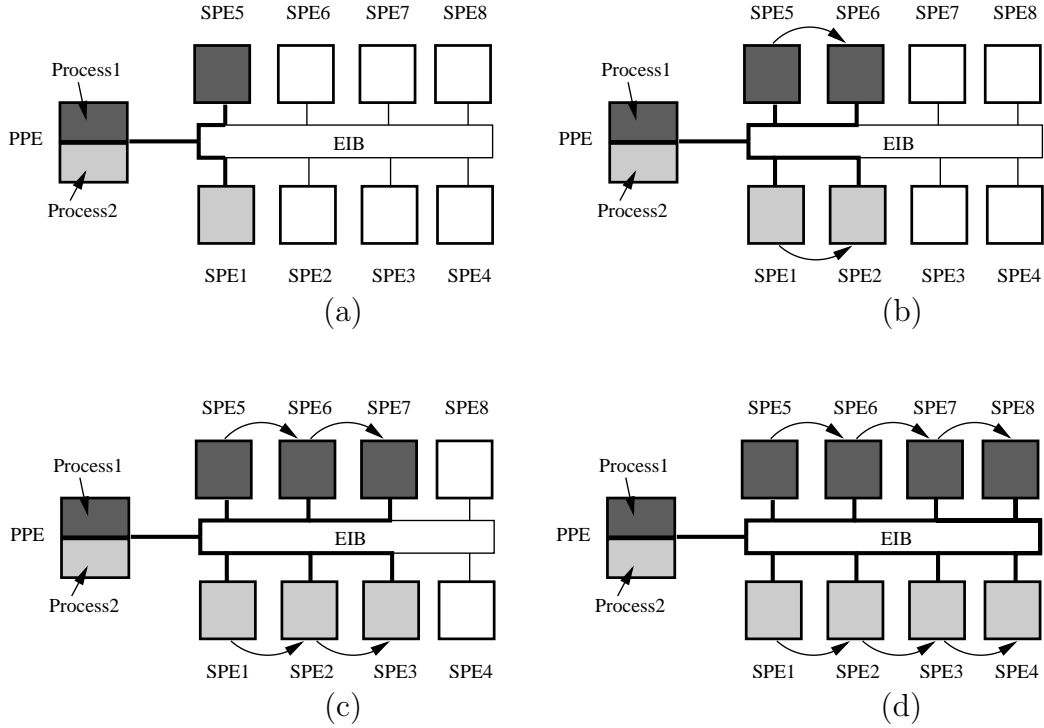 SPE5 SPE6 SPE7 SPE8
Process1
PPE
EIB
Process2
SPE1 SPE2 SPE3 SPE4
(a)
SPE5 SPE6 SPE7 SPE8
Process1
PPE
EIB
Process2
SPE1 SPE2 SPE3 SPE4
(b)
SPE5 SPE6 SPE7 SPE8
Process1
PPE
EIB
Process2
SPE1 SPE2 SPE3 SPE4
(c)
SPE5 SPE6 SPE7 SPE8
Process1
PPE
EIB
Process2
SPE1 SPE2 SPE3 SPE4
(d)